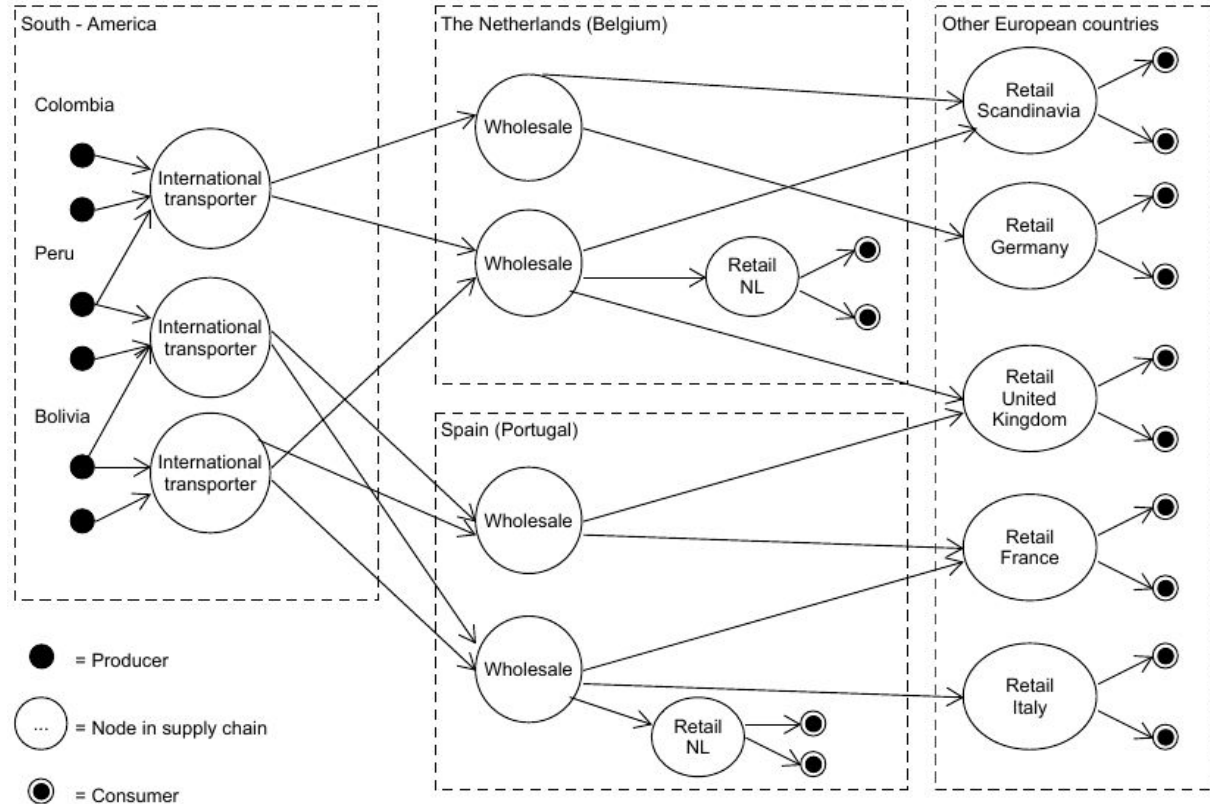 South - America
Colombia
International
transporter
Peru
International
transporter
Bolivia
International
transporter
The Netherlands (Belgium)
Wholesale
Wholesale
Retail
NL
Spain (Portugal)
Wholesale
Wholesale
Retail
NL
Other European countries
Retail
Scandinavia
Retail
Germany
Retail
United
Kingdom
Retail
France
Retail
Italy
= Producer
... = Node in supply chain
= Consumer